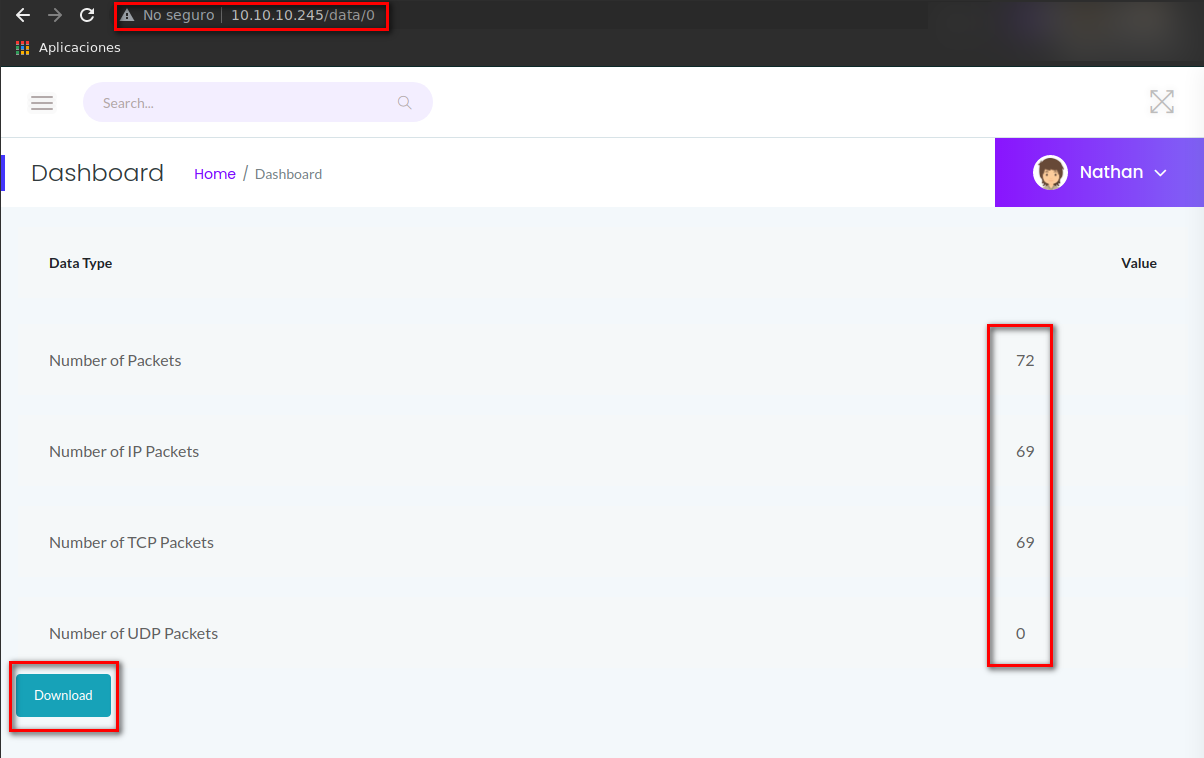 No seguro 10.10.10.245/data/0
Aplicaciones
Search...
Dashboard Home / Dashboard Nathan
Data Type Value
Number of Packets 72
Number of IP Packets 69
Number of TCP Packets 69
Number of UDP Packets 0
Download